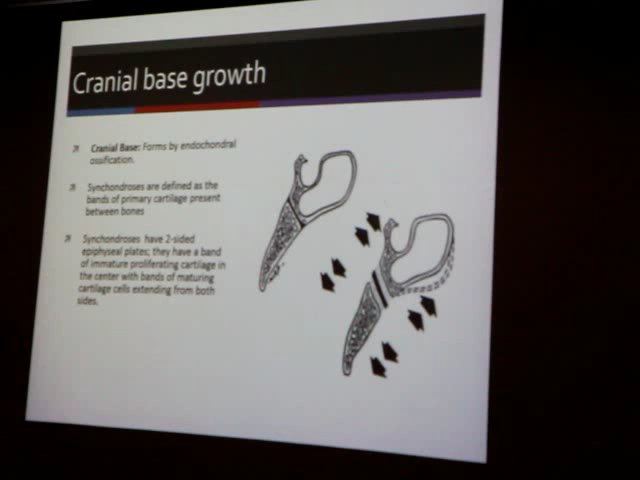 Cranial base growth
Cranial Base: Forms by endochondral
ossification.
Synchondroses are defined as the
bands of primary cartilage present
between bones
Synchondroses have 2-sided
epiphyseal plates; they have a band
of immature proliferating cartilage in
the center with bands of maturing
cartilage cells extending from both
sides.